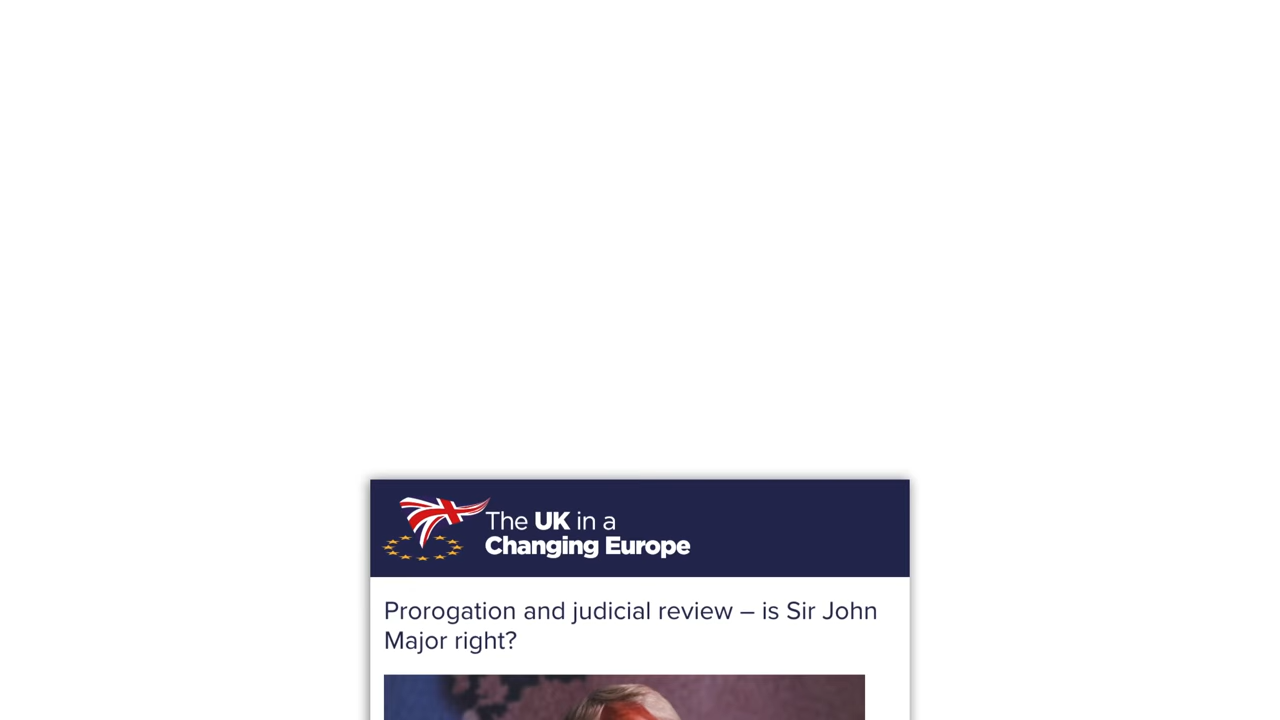 The UK in a
Changing Europe
Prorogation and judicial review – is Sir John
Major right?